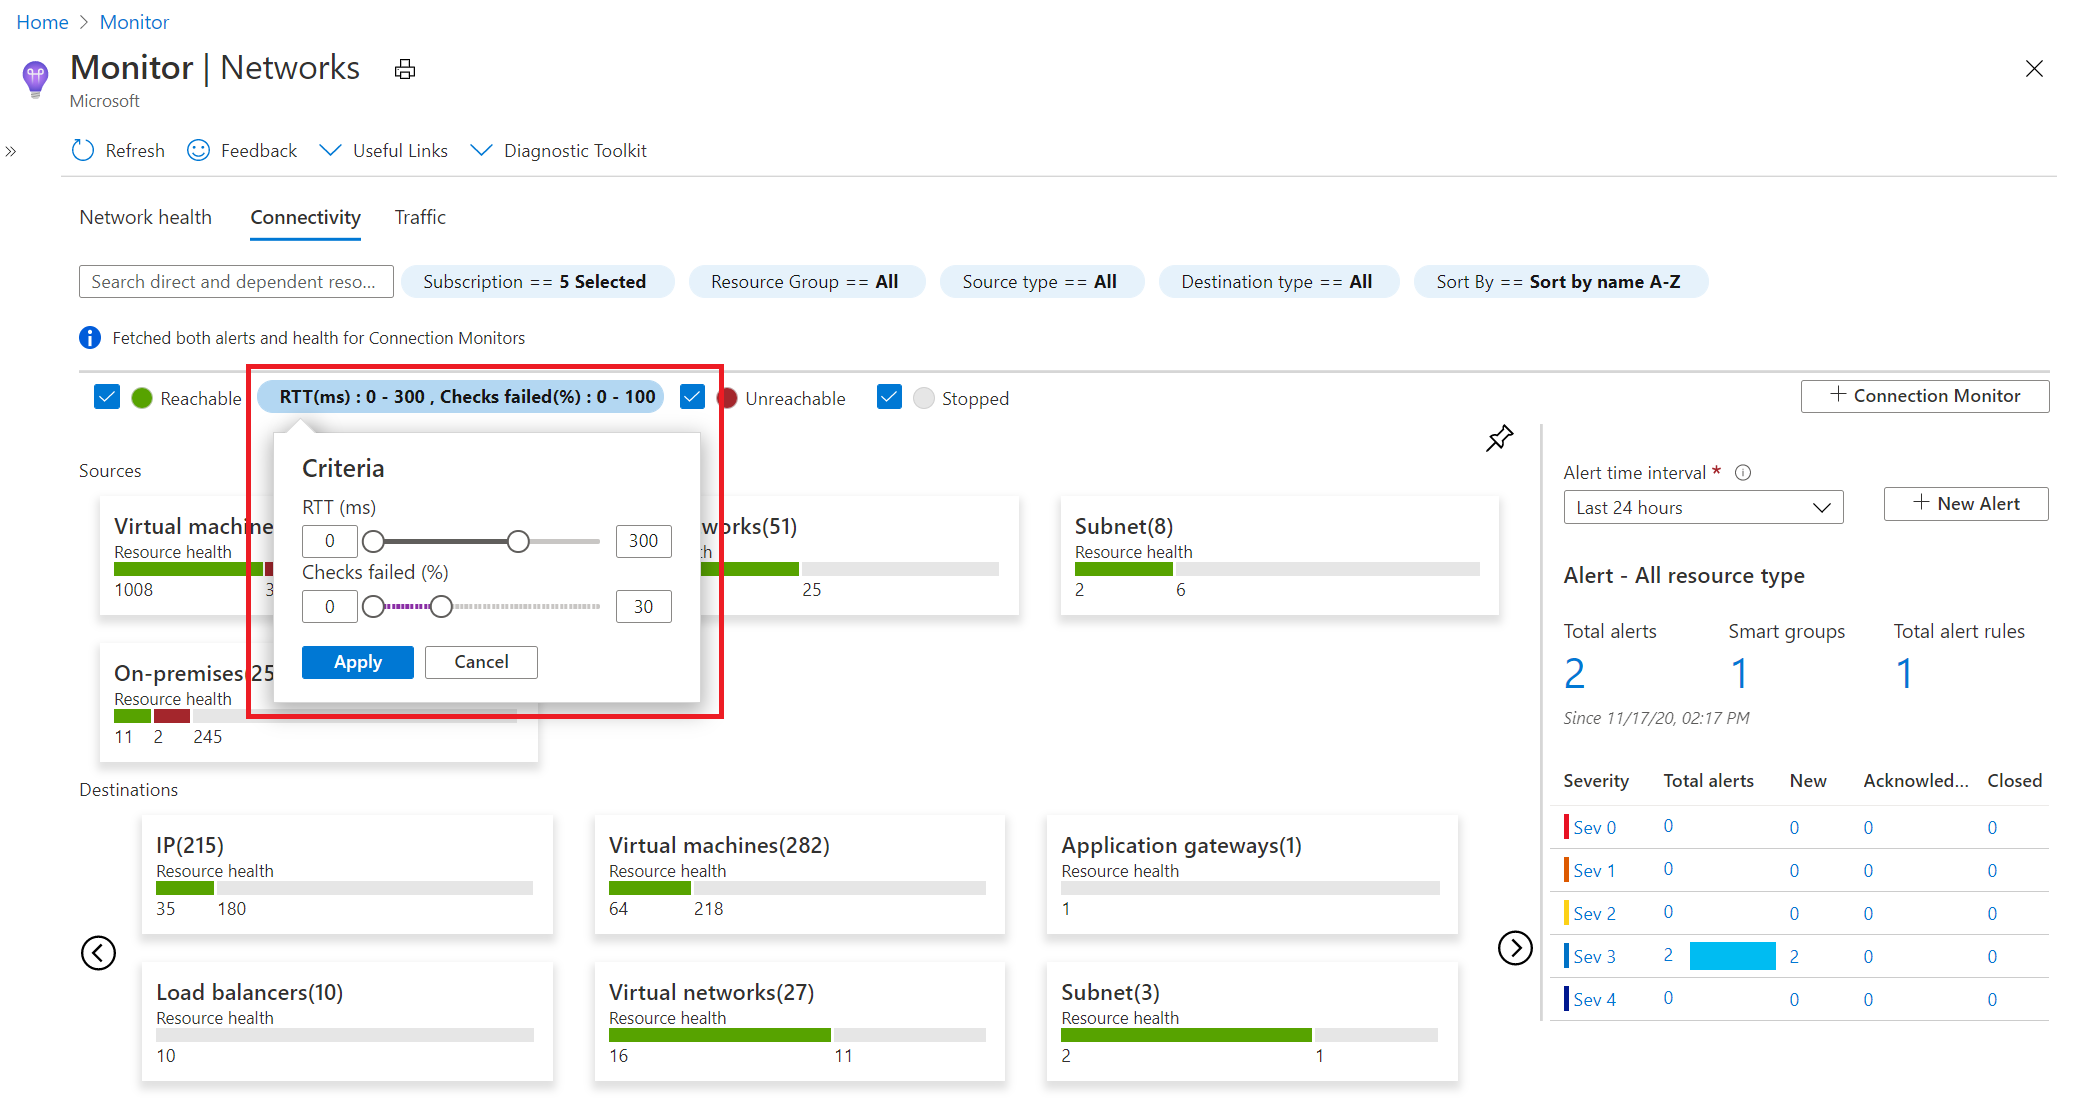 Home > Monitor
Monitor | Networks
Microsoft
» Refresh Feedback Useful Links Diagnostic Toolkit
Network health Connectivity Traffic
Search direct and dependent reso... Subscription == 5 Selected Resource Group == All Source type == All Destination type == All Sort By == Sort by name A-Z
Fetched both alerts and health for Connection Monitors
Reachable RTT(ms) : 0 - 300 , Checks failed(%) : 0 - 100 Unreachable Stopped
+ Connection Monitor
Criteria
RTT (ms)
0 300
Checks failed (%)
0 30
Apply Cancel
Sources
Virtual machine
Resource health
1008 3
works(51)
th
25
Subnet(8)
Resource health
2 6
On-premises(25
Resource health
11 2 245
Destinations
IP(215)
Resource health
35 180
Virtual machines(282)
Resource health
64 218
Application gateways(1)
Resource health
1
Load balancers(10)
Resource health
10
Virtual networks(27)
Resource health
16 11
Subnet(3)
Resource health
2 1
Alert time interval *
Last 24 hours
+ New Alert
Alert - All resource type
Total alerts Smart groups Total alert rules
2 1 1
Since 11/17/20, 02:17 PM
Severity Total alerts New Acknowled... Closed
Sev 0 0 0 0 0
Sev 1 0 0 0 0
Sev 2 0 0 0 0
Sev 3 2 2 0 0
Sev 4 0 0 0 0